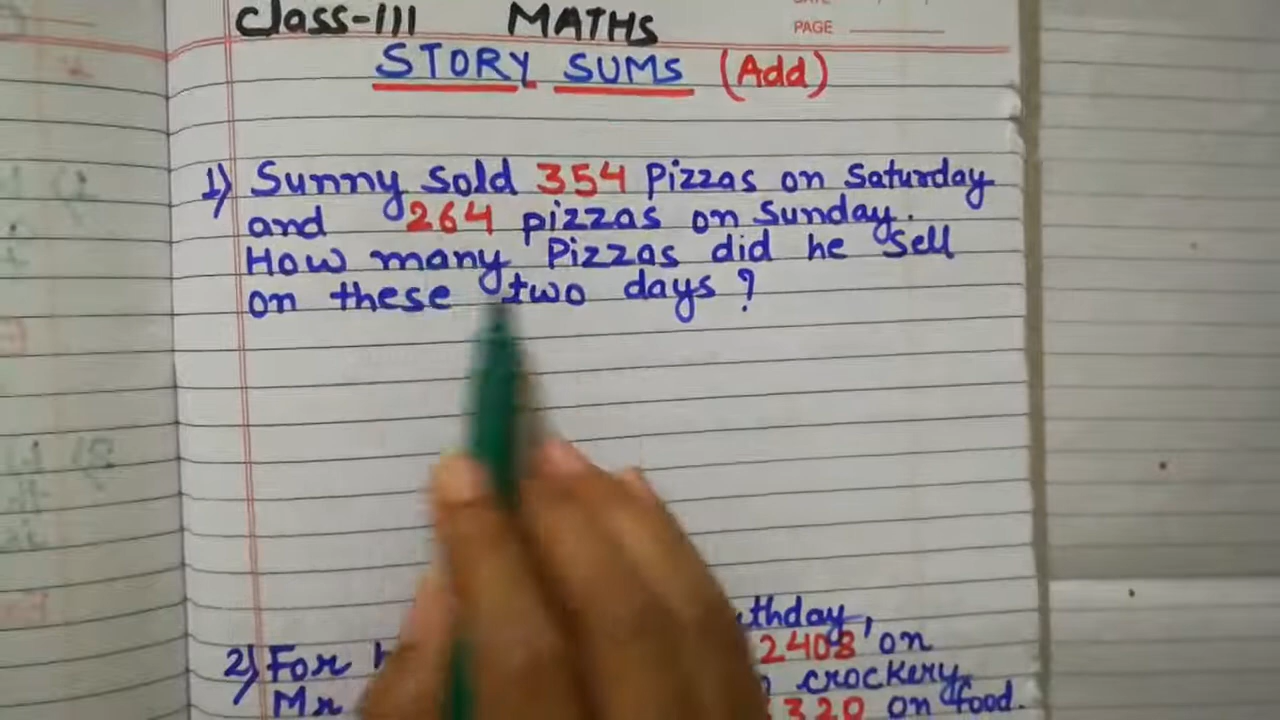 Class-III MATHS
PAGE
STORY SUMS (Add)
1) Sunny sold 354 Pizzas on Saturday
and 264 pizzas on Sunday.
How many Pizzas did he sell
on these two days?
2) For
2408 on
Mr crockery,
320 on food.